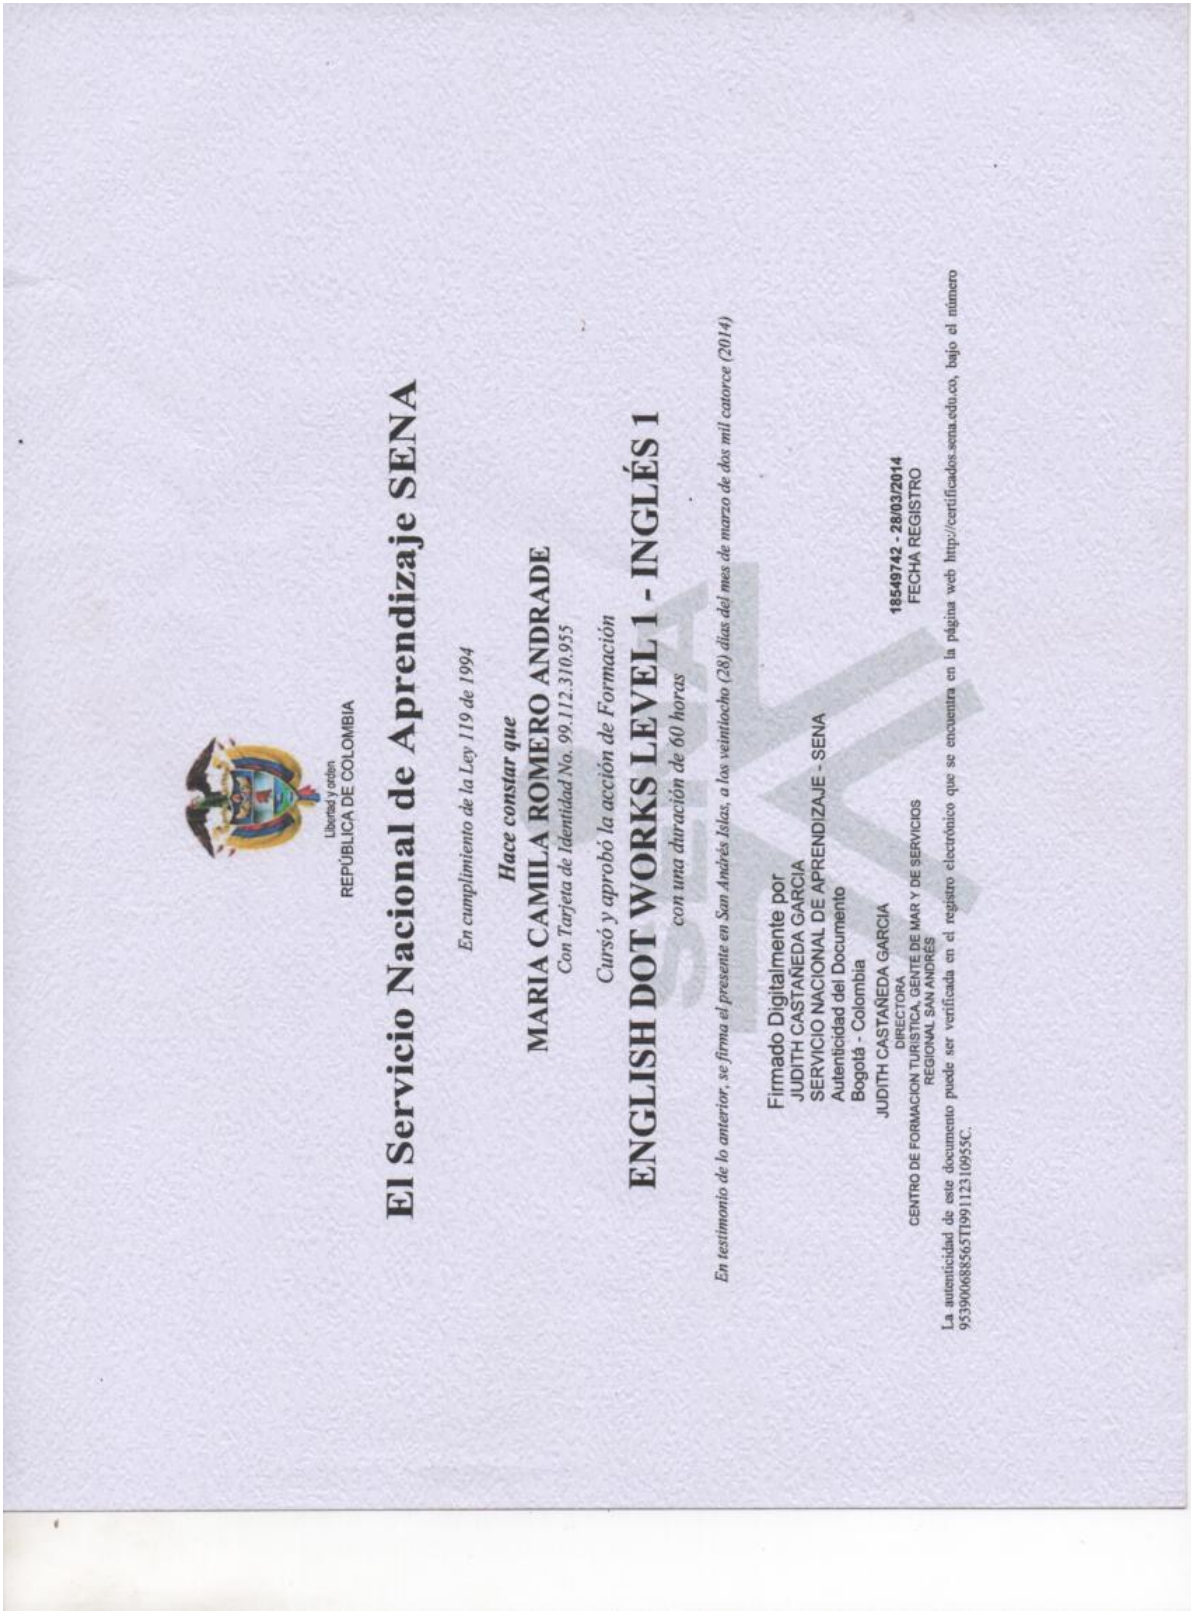 Libertad y orden
REPÚBLICA DE COLOMBIA
El Servicio Nacional de Aprendizaje SENA
En cumplimiento de la Ley 119 de 1994
Hace constar que
MARIA CAMILA ROMERO ANDRADE
Con Tarjeta de Identidad No. 99.112.310.955
Cursó y aprobó la acción de Formación
ENGLISH DOT WORKS LEVEL 1 - INGLÉS 1
con una duración de 60 horas
SENA
En testimonio de lo anterior, se firma el presente en San Andrés Islas, a los veintiocho (28) días del mes de marzo de dos mil catorce (2014)
Firmado Digitalmente por
JUDITH CASTAÑEDA GARCIA
SERVICIO NACIONAL DE APRENDIZAJE - SENA
Autenticidad del Documento
Bogotá - Colombia
JUDITH CASTAÑEDA GARCIA
DIRECTORA
CENTRO DE FORMACION TURISTICA, GENTE DE MAR Y DE SERVICIOS
REGIONAL SAN ANDRÉS
18549742 - 28/03/2014
FECHA REGISTRO
La autenticidad de este documento puede ser verificada en el registro electrónico que se encuentra en la página web http://certificados.sena.edu.co, bajo el número
953900688565TI99112310955C.